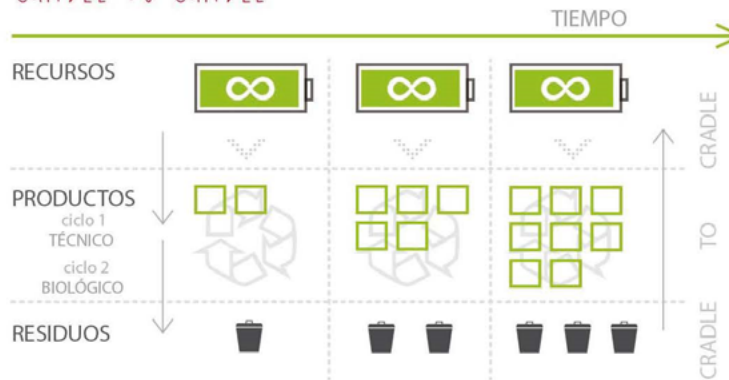 TIEMPO
RECURSOS
PRODUCTOS
ciclo 1
TÉCNICO
ciclo 2
BIOLÓGICO
RESIDUOS
CRADLE
TO
CRADLE